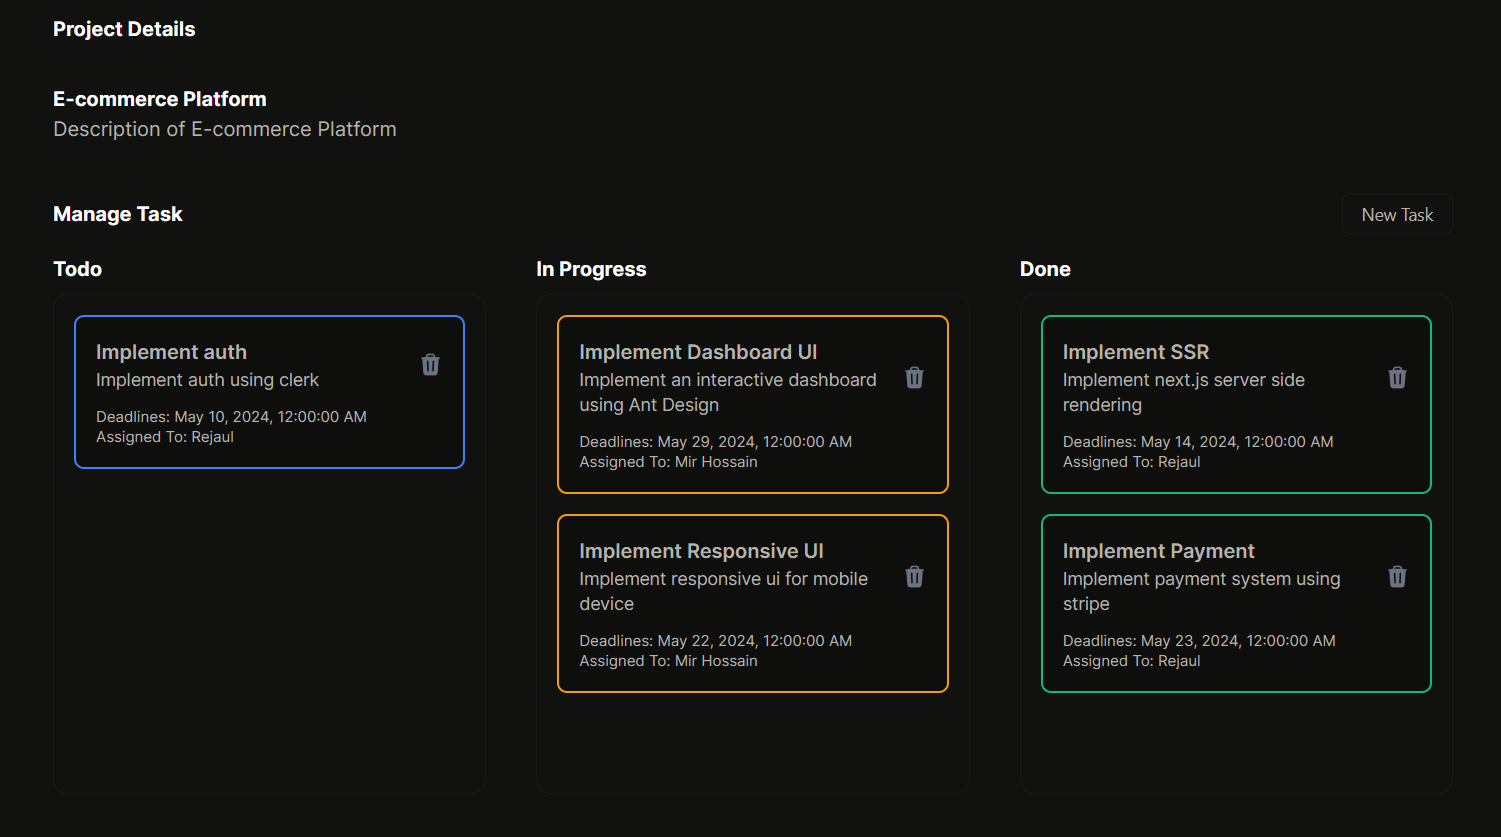 Project Details
E-commerce Platform
Description of E-commerce Platform
Manage Task
New Task
Todo
Implement auth
Implement auth using clerk
Deadlines: May 10, 2024, 12:00:00 AM
Assigned To: Rejaul
In Progress
Implement Dashboard UI
Implement an interactive dashboard
using Ant Design
Deadlines: May 29, 2024, 12:00:00 AM
Assigned To: Mir Hossain
Implement Responsive UI
Implement responsive ui for mobile
device
Deadlines: May 22, 2024, 12:00:00 AM
Assigned To: Mir Hossain
Done
Implement SSR
Implement next.js server side
rendering
Deadlines: May 14, 2024, 12:00:00 AM
Assigned To: Rejaul
Implement Payment
Implement payment system using
stripe
Deadlines: May 23, 2024, 12:00:00 AM
Assigned To: Rejaul